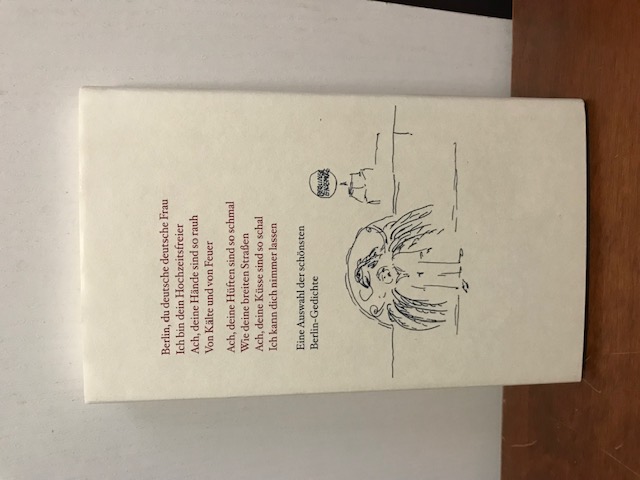 Berlin, du deutsche deutsche Frau
Ich bin dein Hochzeitsfreier
Ach, deine Hände sind so rauh
Von Kälte und von Feuer
Ach, deine Hüften sind so schmal
Wie deine breiten Straßen
Ach, deine Küsse sind so schal
Ich kann dich nimmer lassen
Eine Auswahl der schönsten
Berlin-Gedichte
BERLINER
ENSEMBLE